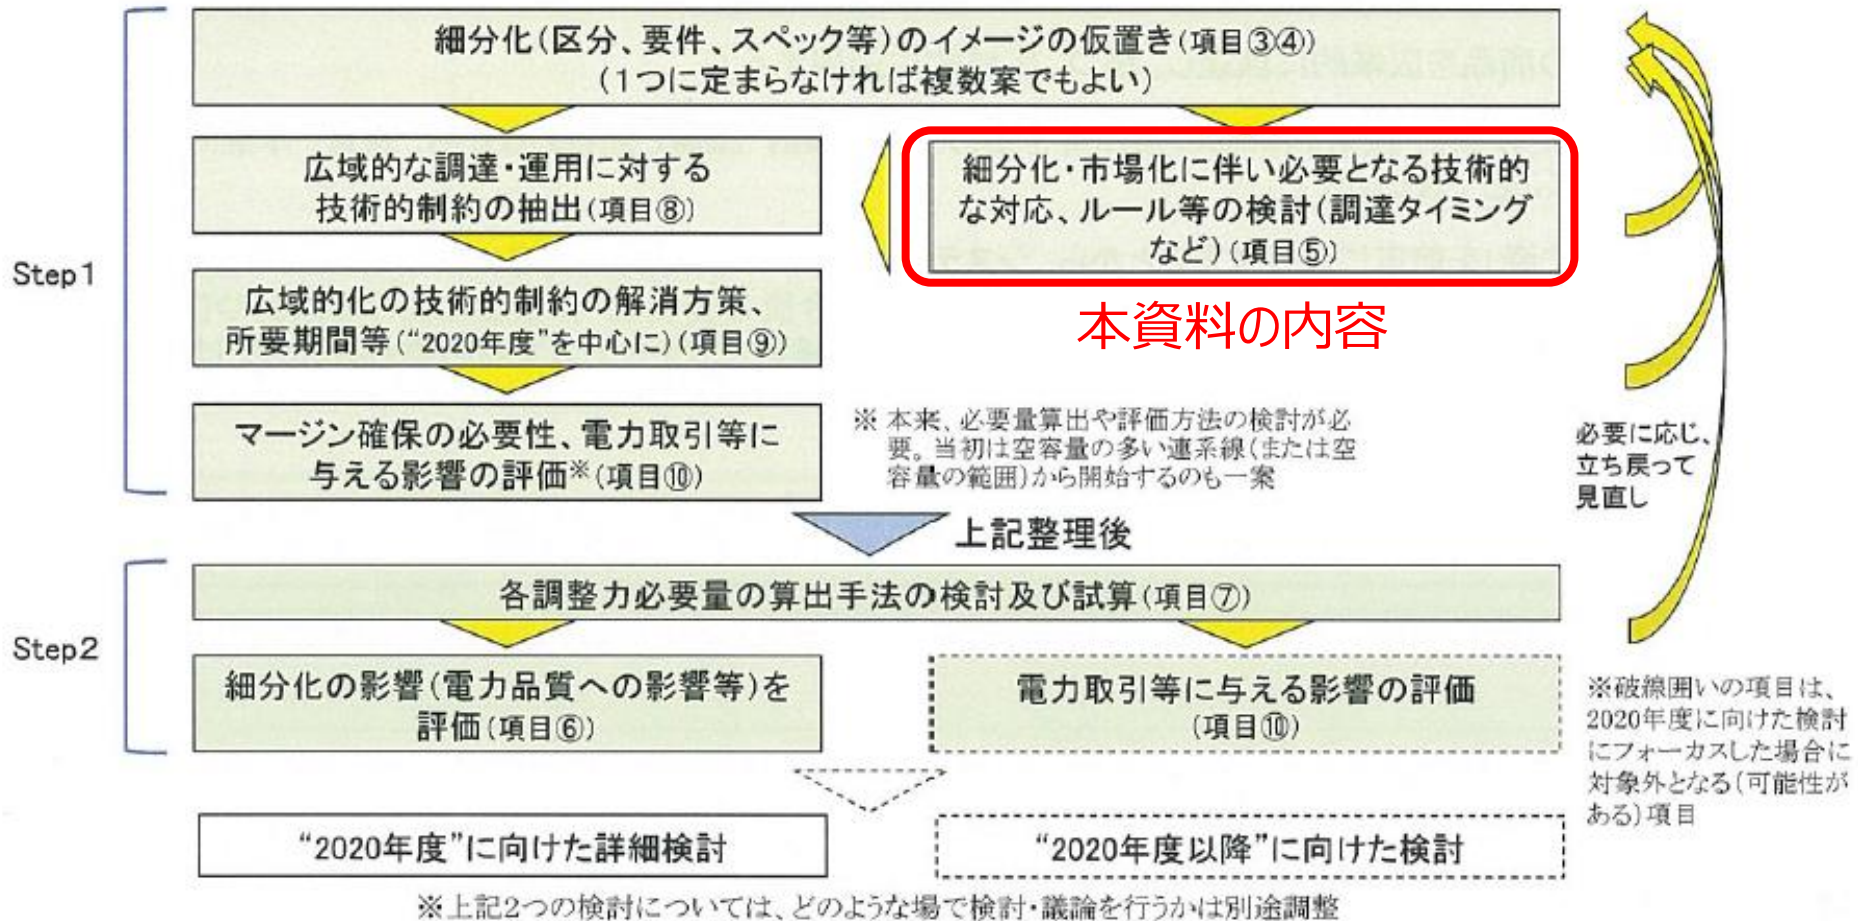 細分化(区分、要件、スペック等)のイメージの仮置き(項目③④)
(1つに定まらなければ複数案でもよい)
Step1
広域的な調達・運用に対する
技術的制約の抽出(項目⑧)
細分化・市場化に伴い必要となる技術的
な対応、ルール等の検討(調達タイミング
など)(項目⑤)
本資料の内容
広域的化の技術的制約の解消方策、
所要期間等(“2020年度”を中心に)(項目⑨)
マージン確保の必要性、電力取引等に
与える影響の評価※(項目⑩)
※ 本来、必要量算出や評価方法の検討が必
要。当初は空容量の多い連系線(または空
容量の範囲)から開始するのも一案
必要に応じ、
立ち戻って
見直し
上記整理後
Step2
各調整力必要量の算出手法の検討及び試算(項目⑦)
細分化の影響(電力品質への影響等)を
評価(項目⑥)
電力取引等に与える影響の評価
(項目⑩)
※破線囲いの項目は、
2020年度に向けた検討
にフォーカスした場合に
対象外となる(可能性が
ある)項目
“2020年度”に向けた詳細検討
“2020年度以降”に向けた検討
※上記2つの検討については、どのような場で検討・議論を行うかは別途調整